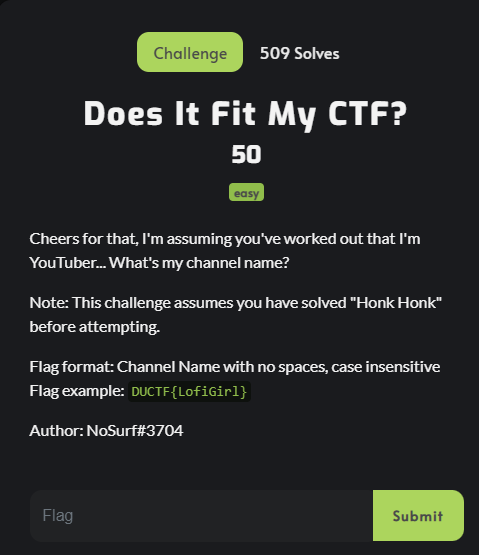 Challenge
509 Solves
Does It Fit My CTF?
50
easy
Cheers for that, I'm assuming you've worked out that I'm
YouTuber... What's my channel name?
Note: This challenge assumes you have solved "Honk Honk"
before attempting.
Flag format: Channel Name with no spaces, case insensitive
Flag example: DUCTF{LofiGirl}
Author: NoSurf#3704
Flag
Submit